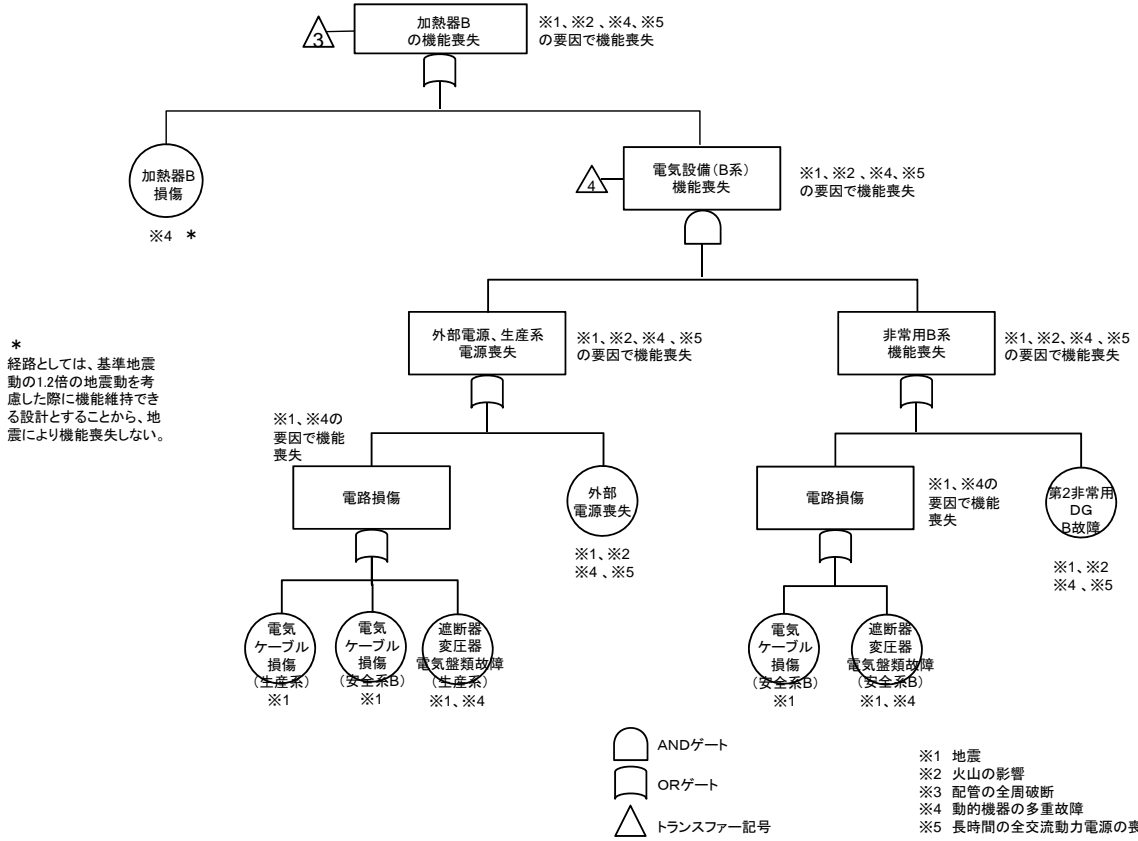 3
加熱器B
の機能喪失
※1、※2 、※4、※5
の要因で機能喪失
加熱器B
損傷
※4 *
4
電気設備(B系)
機能喪失
※1、※2 、※4、※5
の要因で機能喪失
*
経路としては、基準地震
動の1.2倍の地震動を考
慮した際に機能維持でき
る設計とすることから、地
震により機能喪失しない。
外部電源、生産系
電源喪失
※1、※2、※4 、※5
の要因で機能喪失
非常用B系
機能喪失
※1、※2、※4 、※5
の要因で機能喪失
※1、※4の
要因で機能
喪失
電路損傷
外部
電源喪失
※1、※2
※4 、※5
電路損傷
※1、※4の
要因で機能
喪失
第2非常用
DG
B故障
※1、※2
※4 、※5
電気
ケーブル
損傷
(生産系)
※1
電気
ケーブル
損傷
(安全系B)
※1
遮断器
変圧器
電気盤類故障
(生産系)
※1、※4
電気
ケーブル
損傷
(安全系B)
※1
遮断器
変圧器
電気盤類故障
(安全系B)
※1、※4
ANDゲート
ORゲート
トランスファー記号
※1 地震
※2 火山の影響
※3 配管の全周破断
※4 動的機器の多重故障
※5 長時間の全交流動力電源の喪